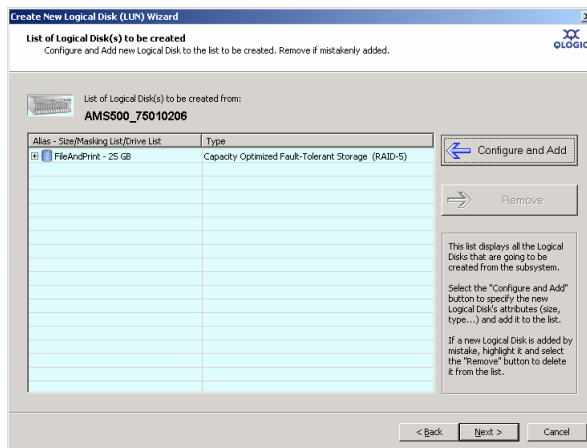 Create New Logical Disk (LUN) Wizard
List of Logical Disk(s) to be created
Configure and Add new Logical Disk to the list to be created. Remove if mistakenly added.
QLOGIC
List of Logical Disk(s) to be created from:
AMS500_75010206
Alias - Size/Masking List/Drive List
Type
FileAndPrint - 25 GB
Capacity Optimized Fault-Tolerant Storage (RAID-5)
Configure and Add
Remove
This list displays all the Logical
Disks that are going to be
created from the subsystem.
Select the "Configure and Add"
button to specify the new
Logical Disk's attributes (size,
type...) and add it to the list.
If a new Logical Disk is added by
mistake, highlight it and select
the "Remove" button to delete
it from the list.
< Back
Next >
Cancel